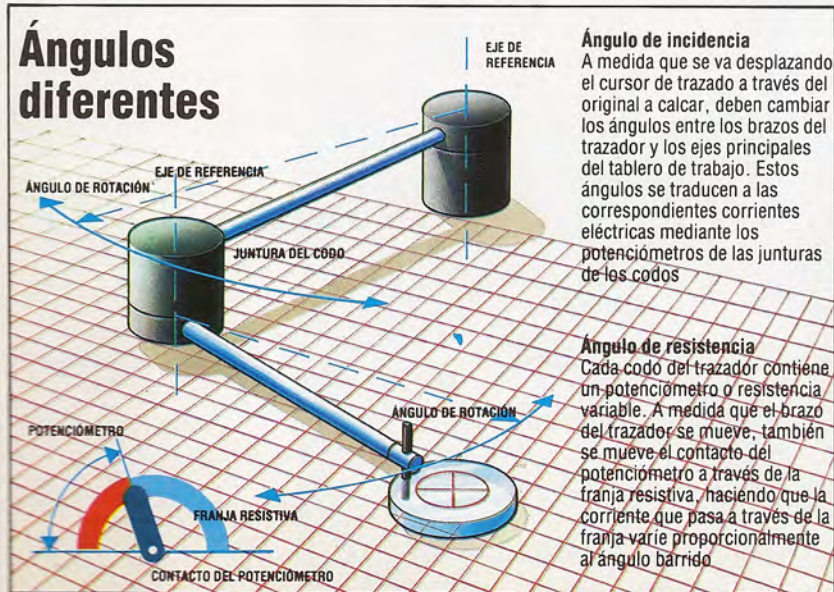 Ángulos
diferentes
EJE DE
REFERENCIA
EJE DE REFERENCIA
ÁNGULO DE ROTACIÓN
JUNTURA DEL CODO
ÁNGULO DE ROTACIÓN
POTENCIÓMETRO
FRANJA RESISTIVA
CONTACTO DEL POTENCIÓMETRO
Ángulo de incidencia
A medida que se va desplazando
el cursor de trazado a través del
original a calcar, deben cambiar
los ángulos entre los brazos del
trazador y los ejes principales
del tablero de trabajo. Estos
ángulos se traducen a las
correspondientes corrientes
eléctricas mediante los
potenciómetros de las junturas
de los codos
Ángulo de resistencia
Cada codo del trazador contiene
un potenciómetro o resistencia
variable. A medida que el brazo
del trazador se mueve, también
se mueve el contacto del
potenciómetro a través de la
franja resistiva, haciendo que la
corriente que pasa a través de la
franja varíe proporcionalmente
al ángulo barrido